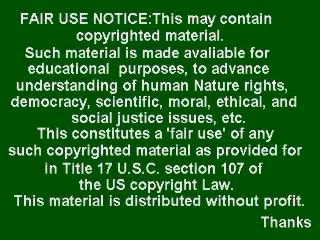 FAIR USE NOTICE:This may contain
copyrighted material.
Such material is made avaliable for
educational purposes, to advance
understanding of human Nature rights,
democracy, scientific, moral, ethical, and
social justice issues, etc.
This constitutes a 'fair use' of any
such copyrighted material as provided for
in Title 17 U.S.C. section 107 of
the US copyright Law.
This material is distributed without profit.
Thanks